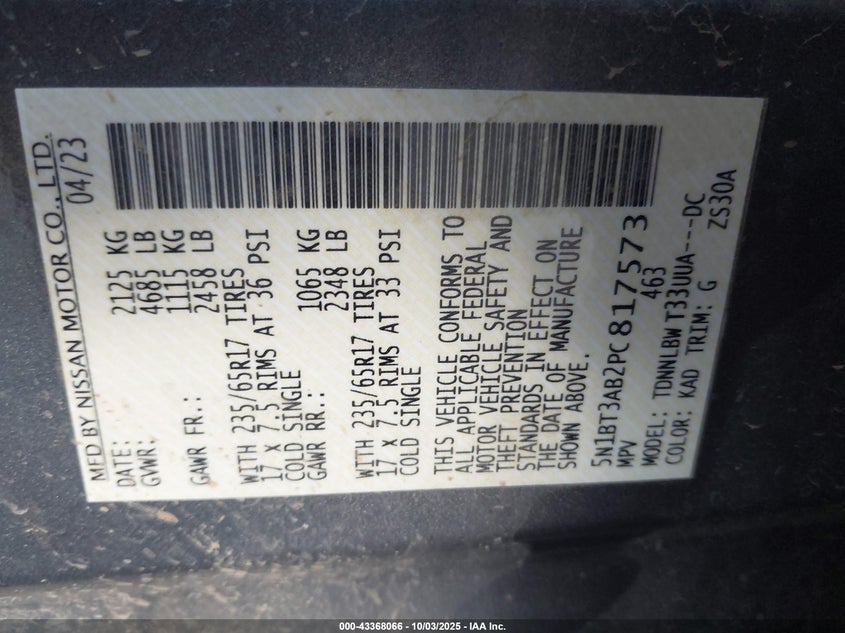 MFD BY NISSAN MOTOR CO., LTD.
DATE: 04/23
GVWR: 2125 KG
4685 LB
GAWR FR.: 1115 KG
2458 LB
WITH 235/65R17 TIRES
17 X 7.5 RIMS AT 36 PSI
COLD SINGLE
GAWR RR.: 1065 KG
2348 LB
WITH 235/65R17 TIRES
17 X 7.5 RIMS AT 33 PSI
COLD SINGLE
THIS VEHICLE CONFORMS TO
ALL APPLICABLE FEDERAL
MOTOR VEHICLE SAFETY AND
THEFT PREVENTION
STANDARDS IN EFFECT ON
THE DATE OF MANUFACTURE
SHOWN ABOVE.
5N1BT3AB2PC817573
MPV 463
MODEL: TDNNLBW T33UUA---DC
COLOR: KAD TRIM: G ZS30A
000-43368066 - 10/03/2025 - IAA Inc.